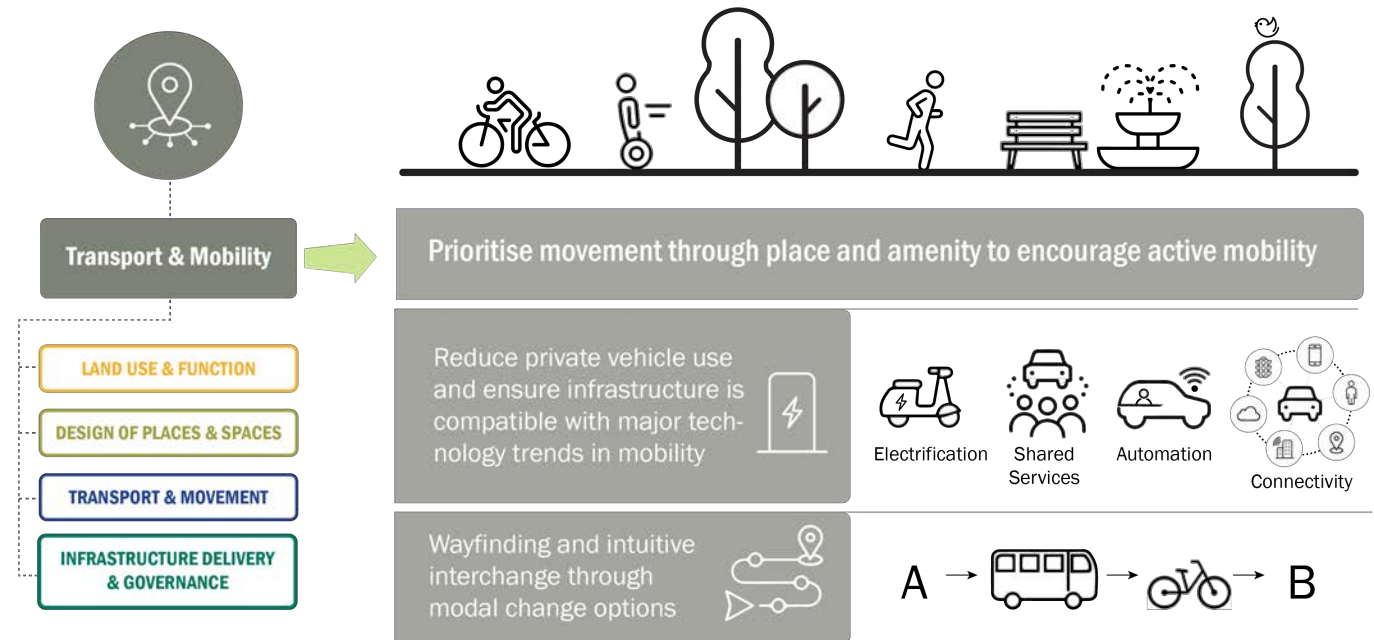 Transport & Mobility
Prioritise movement through place and amenity to encourage active mobility
LAND USE & FUNCTION
DESIGN OF PLACES & SPACES
TRANSPORT & MOVEMENT
INFRASTRUCTURE DELIVERY
& GOVERNANCE
Reduce private vehicle use
and ensure infrastructure is
compatible with major tech-
nology trends in mobility
Electrification
Shared
Services
Automation
Connectivity
Wayfinding and intuitive
interchange through
modal change options
A
B